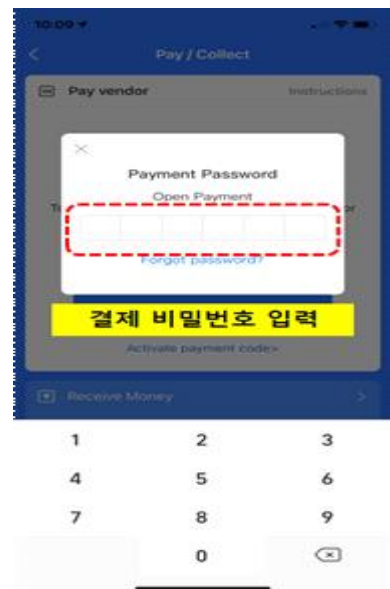 10:09
Pay / Collect
Pay vendor
Instructions
Payment Password
Open Payment
Forgot password?
결제 비밀번호 입력
Activate payment code>
Receive Money
1 2 3
4 5 6
7 8 9
0